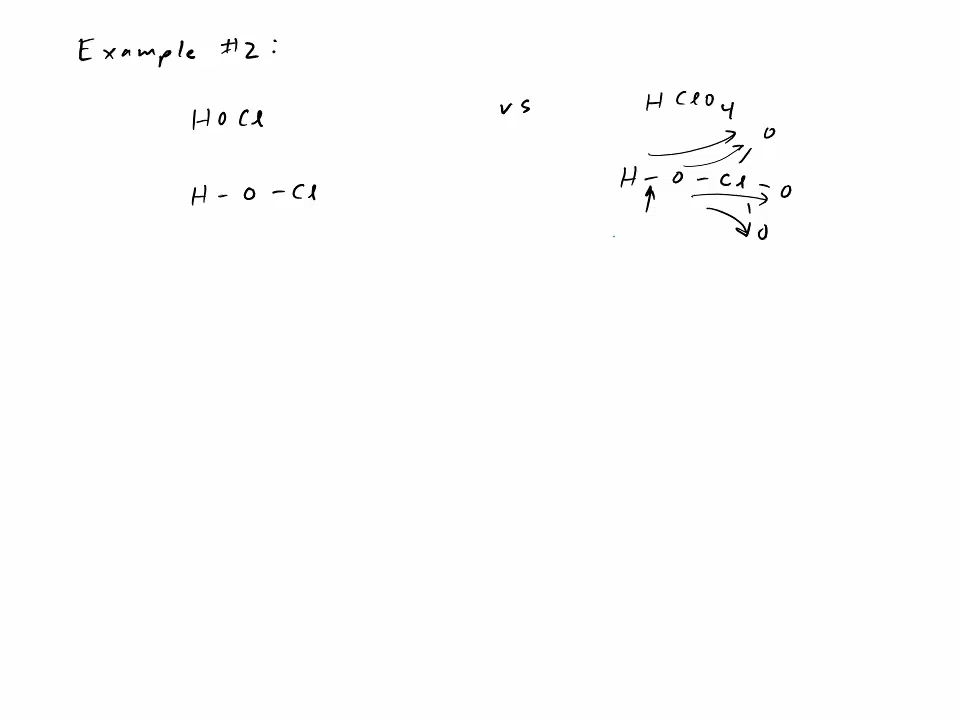 Example #2:
HOCl vs HClO4
H - O - Cl
O
H - O - Cl - O
O